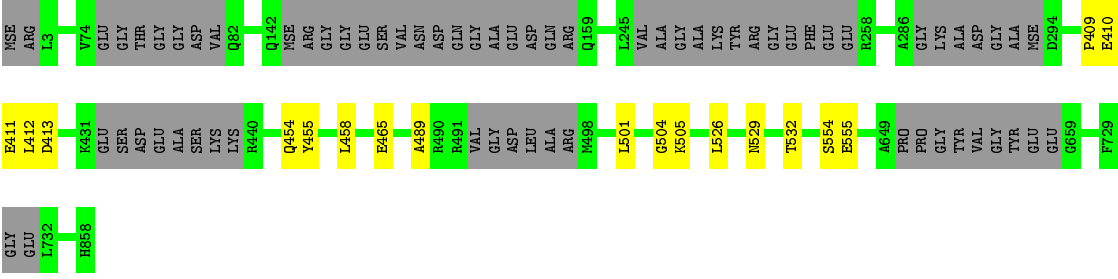 MSE ARG L3 V74 GLU GLY THR GLY GLY ASP VAL Q82 Q142 MSE ARG GLY GLY GLU SER VAL ASN ASP GLN GLY ALA GLU ASP GLN ARG Q159 L245 VAL ALA GLY ALA LYS TYR ARG GLY GLU PHE GLU GLU R258 A286 GLY LYS ALA ASP GLY ALA MSE D294 P409 E410
E411 L412 D413 K431 GLU SER ASP GLU ALA SER LYS LYS R440 Q454 Y455 L458 E465 A489 R490 R491 VAL GLY ASP LEU ALA ARG M498 L501 G504 K505 L526 N529 T532 S554 E555 A649 PRO PRO GLY TYR VAL GLY TYR GLU GLU G659 F729
GLY GLU L732 H858